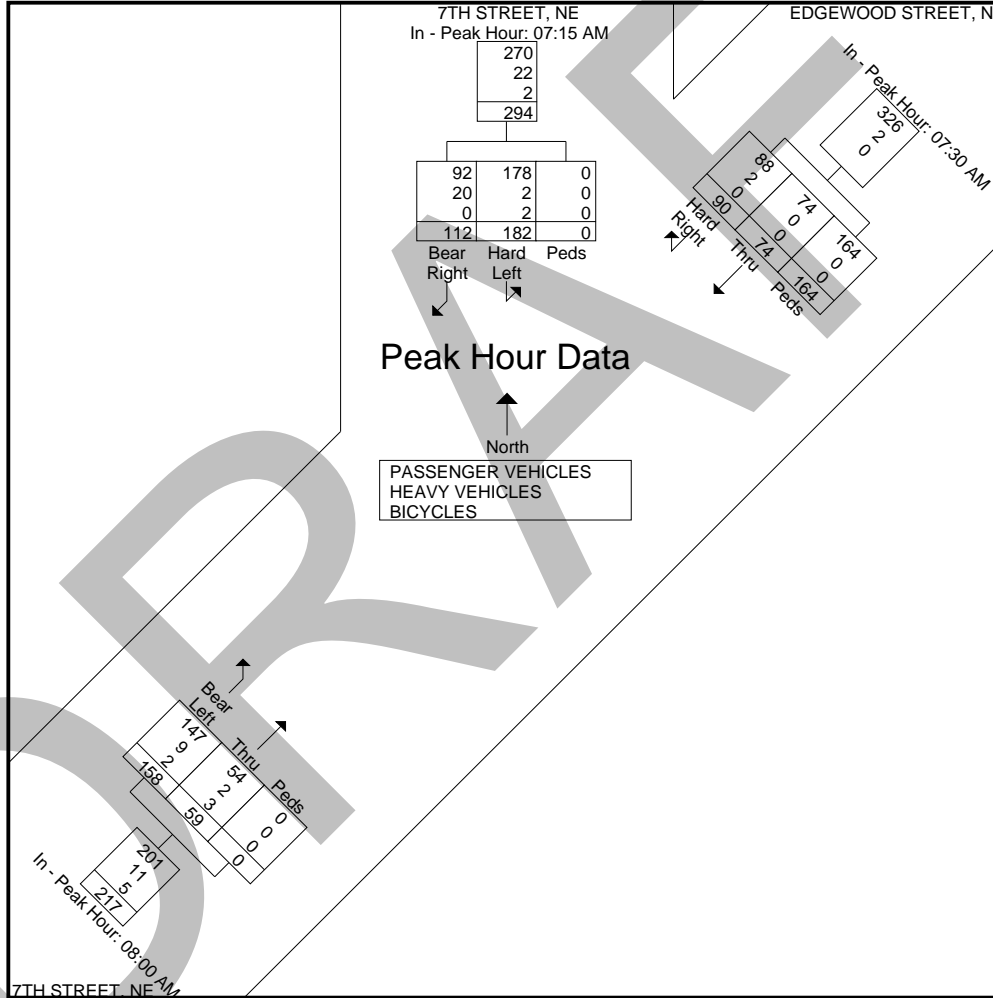 7TH STREET, NE
In - Peak Hour: 07:15 AM
270
22
2
294
92 178 0
20 2 0
0 2 0
112 182 0
Bear Right
Hard Left
Peds
EDGEWOOD STREET, N
In - Peak Hour: 07:30 AM
326
2
0
88 74 164
2 0 0
0 0 0
90 74 164
Hard Right
Thru
Peds
Peak Hour Data
North
PASSENGER VEHICLES
HEAVY VEHICLES
BICYCLES
Bear Left
Thru
Peds
147 54 0
9 2 0
2 3 0
158 59 0
201
11
5
217
In - Peak Hour: 08:00 AM
7TH STREET, NE
DRAF